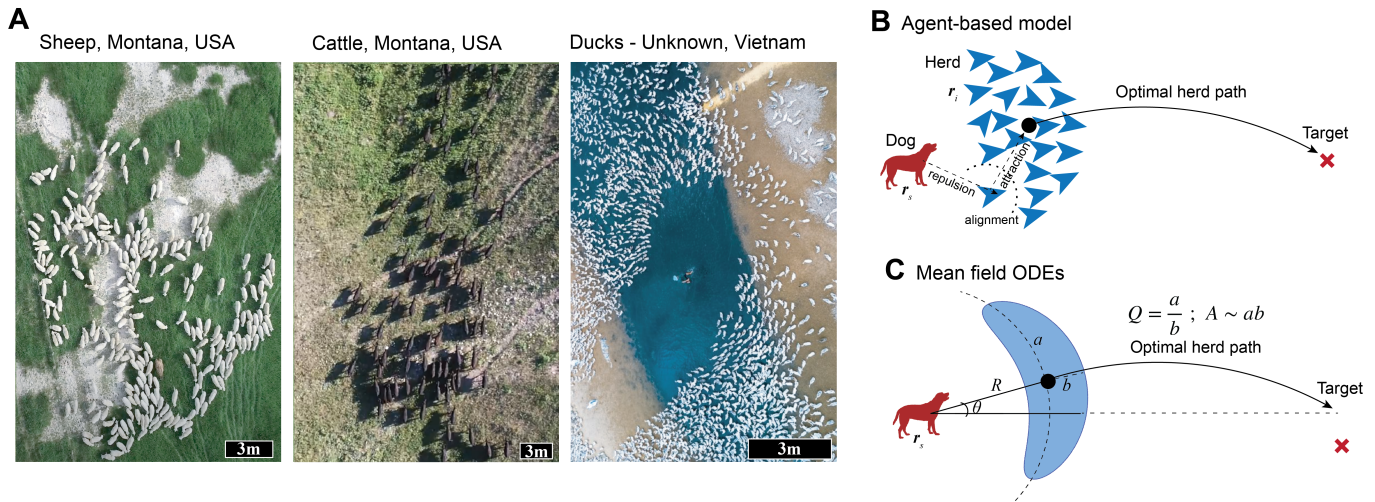 A
Sheep, Montana, USA
Cattle, Montana, USA
Ducks - Unknown, Vietnam
3m
3m
3m
B Agent-based model
Herd
r_i
Optimal herd path
Target
Dog
repulsion
attraction
r_s
alignment
C Mean field ODEs
Q = a/b ; A ~ ab
a
Optimal herd path
R
b
Target
θ
r_s